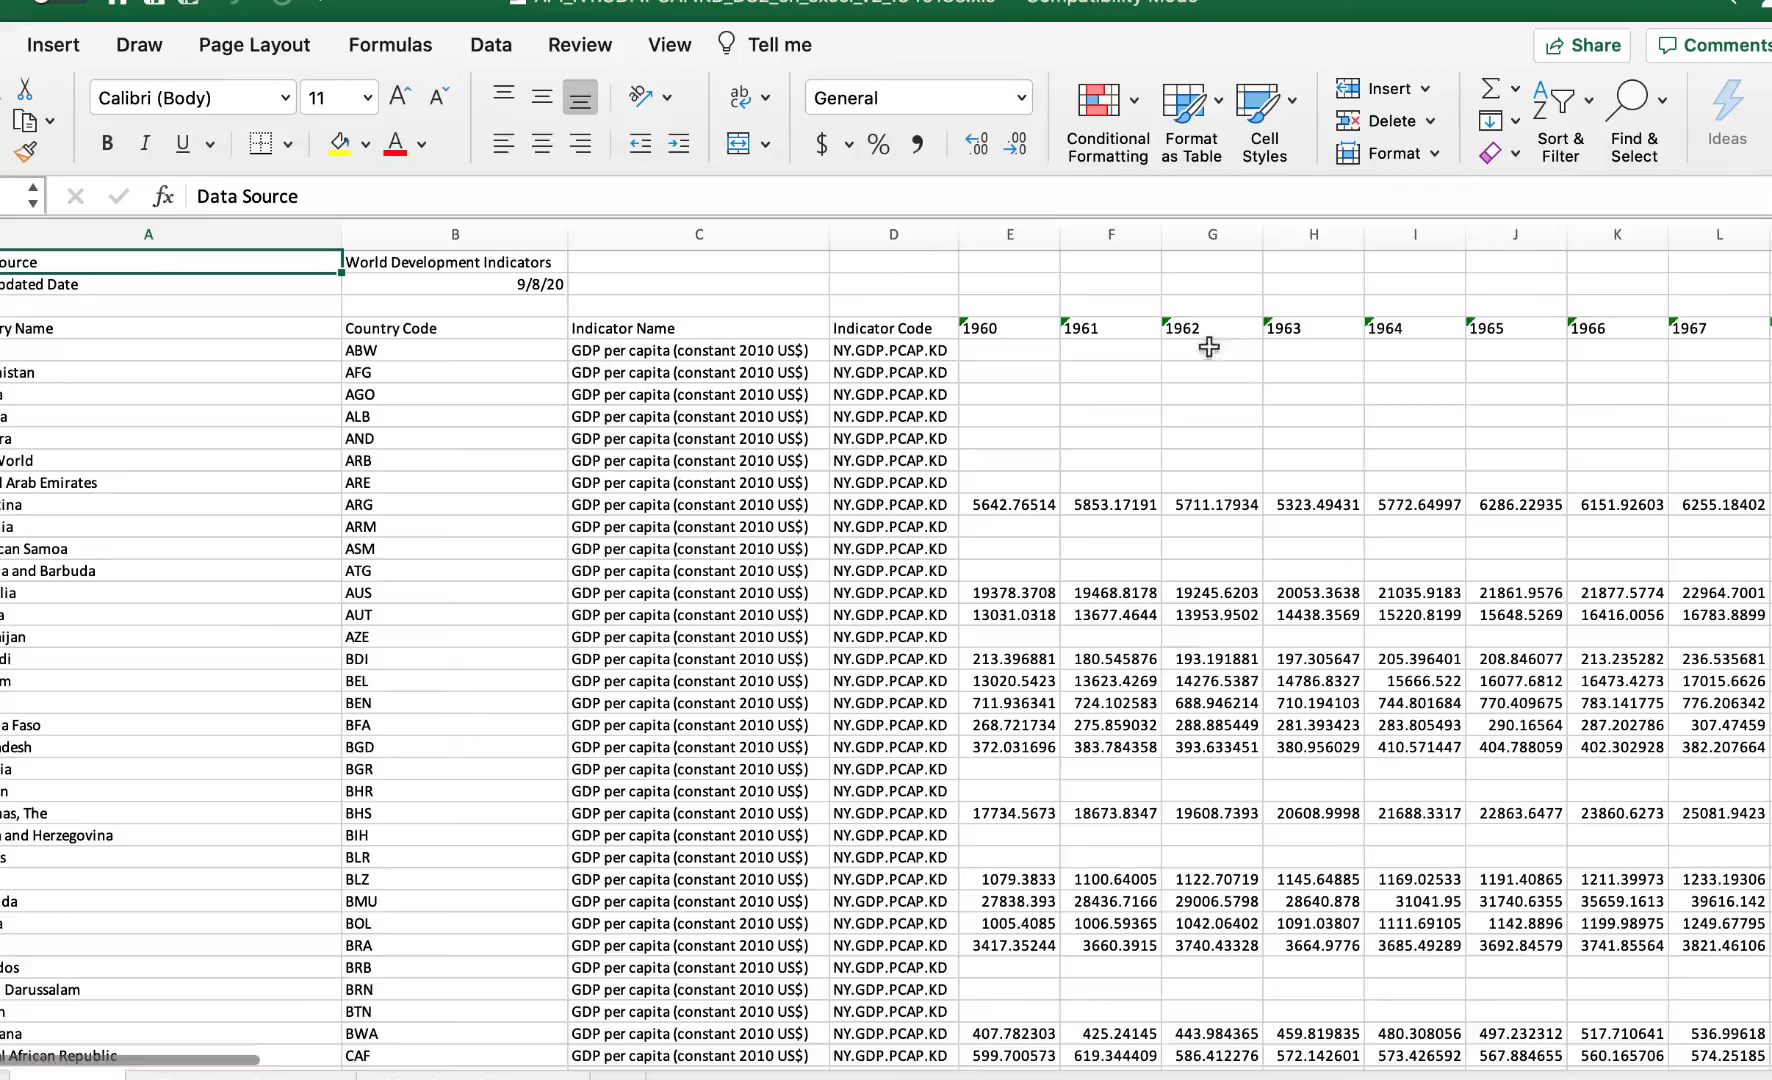 Compatibility Mode
Insert Draw Page Layout Formulas Data Review View Tell me Share Comments
Calibri (Body) 11 General Insert
Delete
Format
Conditional Formatting Format as Table Cell Styles Sort & Filter Find & Select Ideas
B I U $ %
fx Data Source
A B C D E F G H I J K L
ource World Development Indicators
pdated Date 9/8/20
ry Name Country Code Indicator Name Indicator Code 1960 1961 1962 1963 1964 1965 1966 1967
ABW GDP per capita (constant 2010 US$) NY.GDP.PCAP.KD
istan AFG GDP per capita (constant 2010 US$) NY.GDP.PCAP.KD
a AGO GDP per capita (constant 2010 US$) NY.GDP.PCAP.KD
a ALB GDP per capita (constant 2010 US$) NY.GDP.PCAP.KD
ra AND GDP per capita (constant 2010 US$) NY.GDP.PCAP.KD
World ARB GDP per capita (constant 2010 US$) NY.GDP.PCAP.KD
l Arab Emirates ARE GDP per capita (constant 2010 US$) NY.GDP.PCAP.KD
tina ARG GDP per capita (constant 2010 US$) NY.GDP.PCAP.KD 5642.76514 5853.17191 5711.17934 5323.49431 5772.64997 6286.22935 6151.92603 6255.18402
ia ARM GDP per capita (constant 2010 US$) NY.GDP.PCAP.KD
can Samoa ASM GDP per capita (constant 2010 US$) NY.GDP.PCAP.KD
a and Barbuda ATG GDP per capita (constant 2010 US$) NY.GDP.PCAP.KD
lia AUS GDP per capita (constant 2010 US$) NY.GDP.PCAP.KD 19378.3708 19468.8178 19245.6203 20053.3638 21035.9183 21861.9576 21877.5774 22964.7001
a AUT GDP per capita (constant 2010 US$) NY.GDP.PCAP.KD 13031.0318 13677.4644 13953.9502 14438.3569 15220.8199 15648.5269 16416.0056 16783.8899
ijan AZE GDP per capita (constant 2010 US$) NY.GDP.PCAP.KD
di BDI GDP per capita (constant 2010 US$) NY.GDP.PCAP.KD 213.396881 180.545876 193.191881 197.305647 205.396401 208.846077 213.235282 236.535681
m BEL GDP per capita (constant 2010 US$) NY.GDP.PCAP.KD 13020.5423 13623.4269 14276.5387 14786.8327 15666.522 16077.6812 16473.4273 17015.6626
BEN GDP per capita (constant 2010 US$) NY.GDP.PCAP.KD 711.936341 724.102583 688.946214 710.194103 744.801684 770.409675 783.141775 776.206342
a Faso BFA GDP per capita (constant 2010 US$) NY.GDP.PCAP.KD 268.721734 275.859032 288.885449 281.393423 283.805493 290.16564 287.202786 307.47459
adesh BGD GDP per capita (constant 2010 US$) NY.GDP.PCAP.KD 372.031696 383.784358 393.633451 380.956029 410.571447 404.788059 402.302928 382.207664
ia BGR GDP per capita (constant 2010 US$) NY.GDP.PCAP.KD
n BHR GDP per capita (constant 2010 US$) NY.GDP.PCAP.KD
nas, The BHS GDP per capita (constant 2010 US$) NY.GDP.PCAP.KD 17734.5673 18673.8347 19608.7393 20608.9998 21688.3317 22863.6477 23860.6273 25081.9423
and Herzegovina BIH GDP per capita (constant 2010 US$) NY.GDP.PCAP.KD
s BLR GDP per capita (constant 2010 US$) NY.GDP.PCAP.KD
BLZ GDP per capita (constant 2010 US$) NY.GDP.PCAP.KD 1079.3833 1100.64005 1122.70719 1145.64885 1169.02533 1191.40865 1211.39973 1233.19306
da BMU GDP per capita (constant 2010 US$) NY.GDP.PCAP.KD 27838.393 28436.7166 29006.5798 28640.878 31041.95 31740.6355 35659.1613 39616.142
a BOL GDP per capita (constant 2010 US$) NY.GDP.PCAP.KD 1005.4085 1006.59365 1042.06402 1091.03807 1111.69105 1142.8896 1199.98975 1249.67795
BRA GDP per capita (constant 2010 US$) NY.GDP.PCAP.KD 3417.35244 3660.3915 3740.43328 3664.9776 3685.49289 3692.84579 3741.85564 3821.46106
dos BRB GDP per capita (constant 2010 US$) NY.GDP.PCAP.KD
Darussalam BRN GDP per capita (constant 2010 US$) NY.GDP.PCAP.KD
n BTN GDP per capita (constant 2010 US$) NY.GDP.PCAP.KD
ana BWA GDP per capita (constant 2010 US$) NY.GDP.PCAP.KD 407.782303 425.24145 443.984365 459.819835 480.308056 497.232312 517.710641 536.99618
l African Republic CAF GDP per capita (constant 2010 US$) NY.GDP.PCAP.KD 599.700573 619.344409 586.412276 572.142601 573.426592 567.884655 560.165706 574.25185